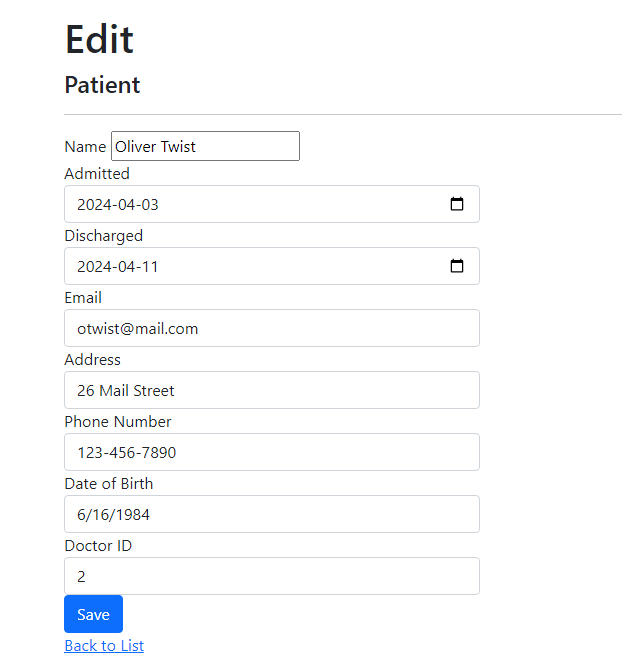 Edit
Patient
Name Oliver Twist
Admitted
2024-04-03
Discharged
2024-04-11
Email
otwist@mail.com
Address
26 Mail Street
Phone Number
123-456-7890
Date of Birth
6/16/1984
Doctor ID
2
Save
Back to List